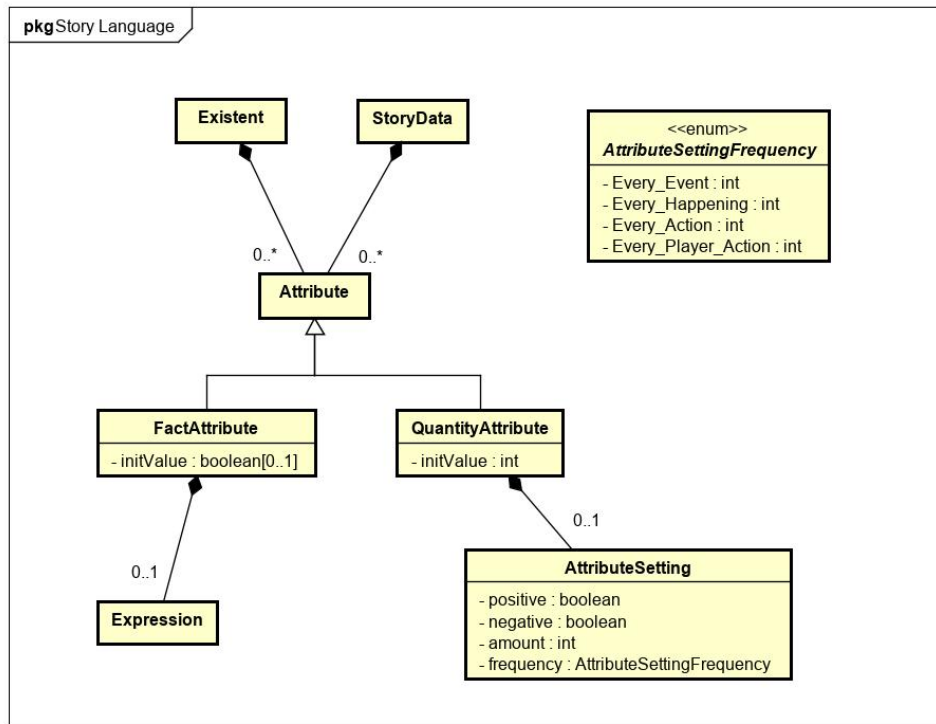 pkg Story Language
Existent
StoryData
<<enum>>
AttributeSettingFrequency
- Every_Event : int
- Every_Happening : int
- Every_Action : int
- Every_Player_Action : int
0..*
0..*
Attribute
FactAttribute
- initValue : boolean[0..1]
QuantityAttribute
- initValue : int
0..1
0..1
Expression
AttributeSetting
- positive : boolean
- negative : boolean
- amount : int
- frequency : AttributeSettingFrequency